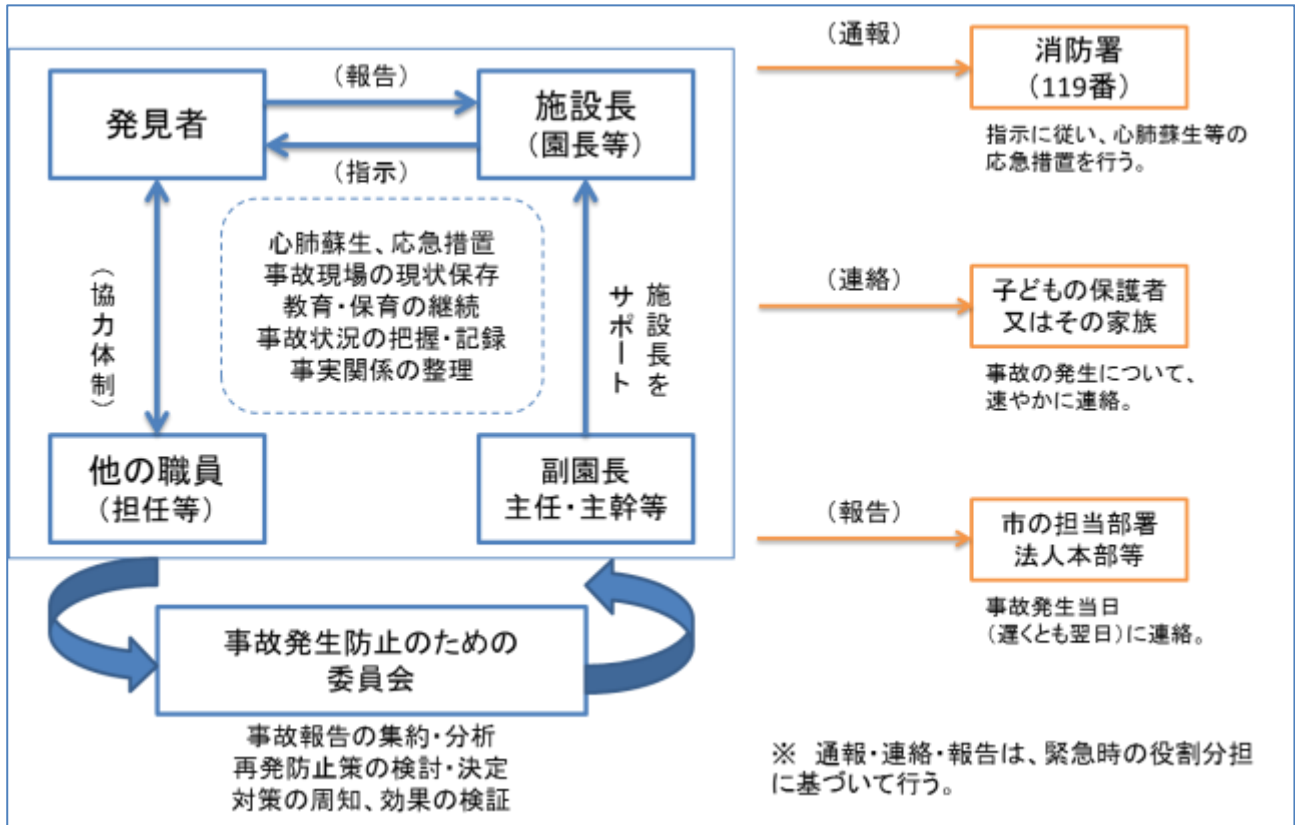 (報告)
発見者
施設長
(園長等)
(指示)
心肺蘇生、応急措置
事故現場の現状保存
教育・保育の継続
事故状況の把握・記録
事実関係の整理
(協力体制)
施設長を
サポート
他の職員
(担任等)
副園長
主任・主幹等
事故発生防止のための
委員会
事故報告の集約・分析
再発防止策の検討・決定
対策の周知、効果の検証
(通報)
消防署
(119番)
指示に従い、心肺蘇生等の
応急措置を行う。
(連絡)
子どもの保護者
又はその家族
事故の発生について、
速やかに連絡。
(報告)
市の担当部署
法人本部等
事故発生当日
(遅くとも翌日)に連絡。
※ 通報・連絡・報告は、緊急時の役割分担
に基づいて行う。